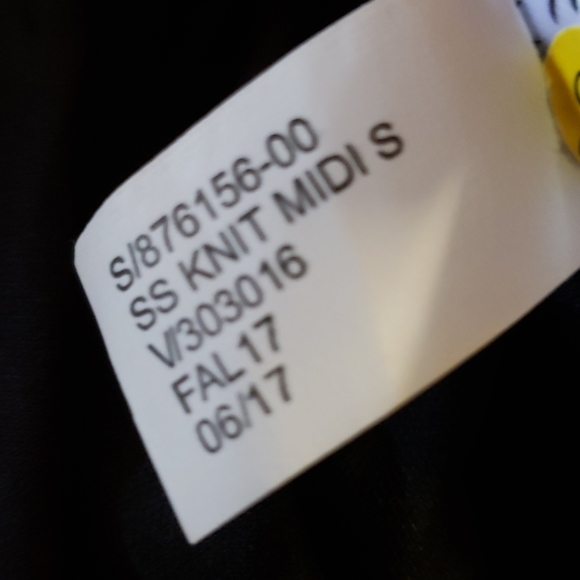 S/876156-00
SS KNIT MIDI S
V/303016
FAL17
06/17